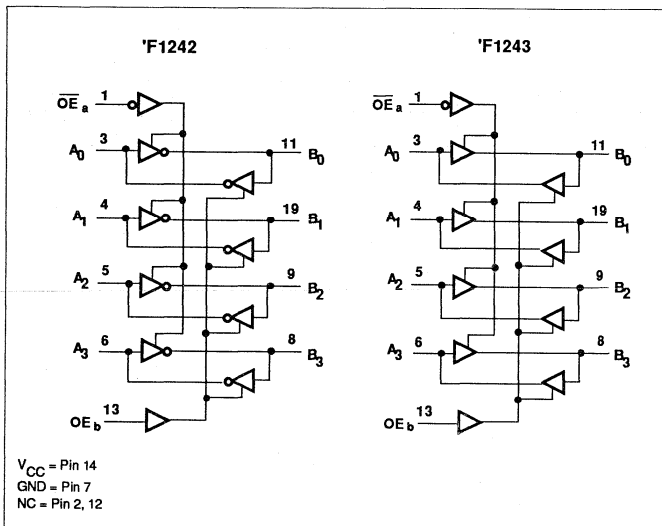 'F1242
'F1243
OE a 1
A0 3 11 B0
A1 4 19 B1
A2 5 9 B2
A3 6 8 B3
OE b 13
OE a 1
A0 3 11 B0
A1 4 19 B1
A2 5 9 B2
A3 6 8 B3
OE b 13
VCC = Pin 14
GND = Pin 7
NC = Pin 2, 12